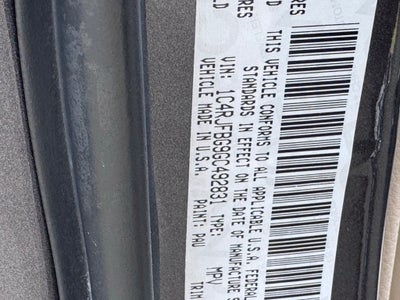 THIS VEHICLE CONFORMS TO ALL APPLICABLE U.S.A. FEDERAL
STANDARDS IN EFFECT ON THE DATE OF MANUFACTURE
VIN: 1C4RJFBG9GC492831 TYPE: MPV
VEHICLE MADE IN U.S.A. PAINT: PAU TRIM